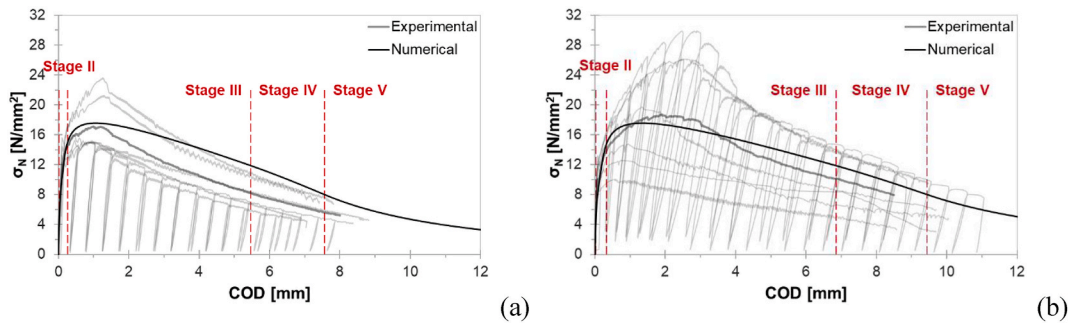 32
28
24
20
16
12
8
4
0
σN [N/mm²]
Experimental
Numerical
Stage II
Stage III
Stage IV
Stage V
0 2 4 6 8 10 12
COD [mm]
(a)
32
28
24
20
16
12
8
4
0
σN [N/mm²]
Experimental
Numerical
Stage II
Stage III
Stage IV
Stage V
0 2 4 6 8 10 12
COD [mm]
(b)